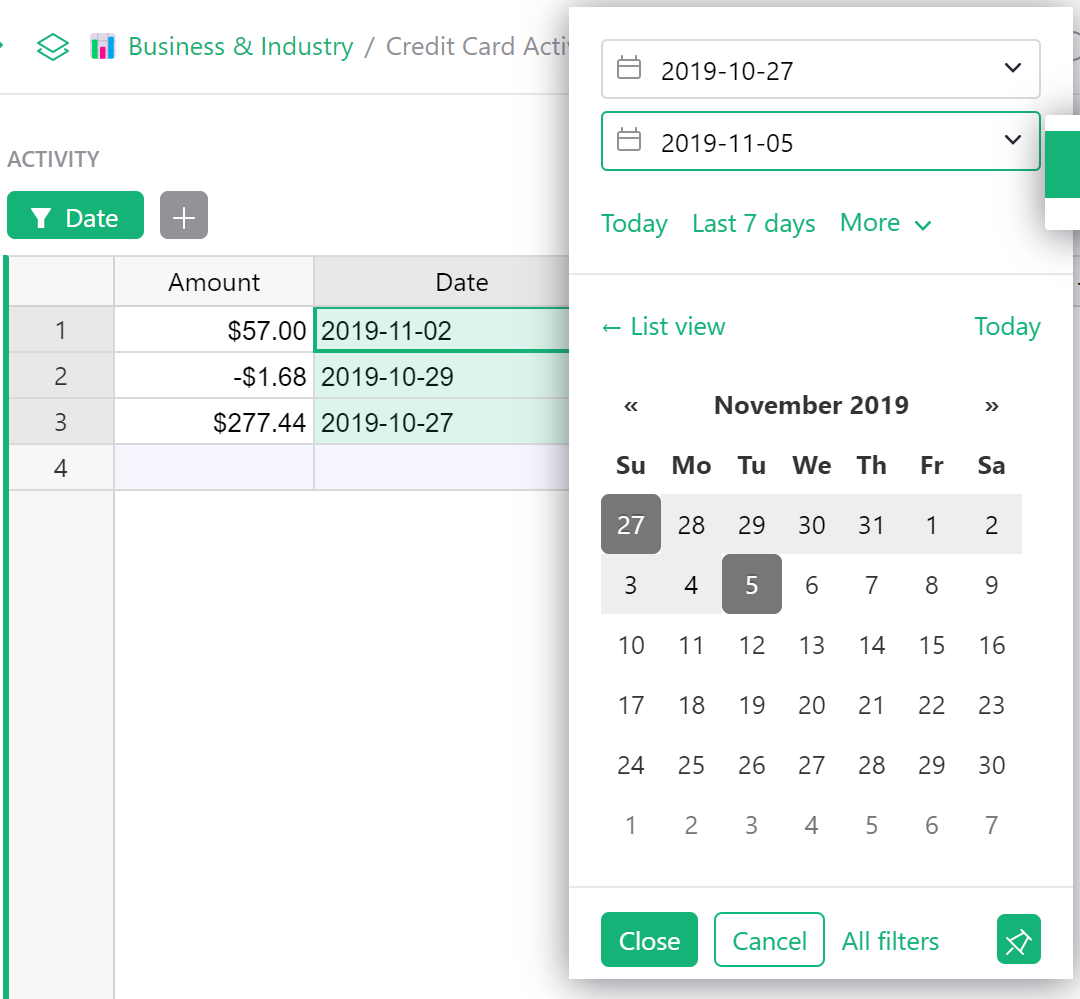 Business & Industry / Credit Card
ACTIVITY
Date
Amount Date
1 $57.00 2019-11-02
2 -$1.68 2019-10-29
3 $277.44 2019-10-27
4
2019-10-27
2019-11-05
Today Last 7 days More
← List view Today
« November 2019 »
Su Mo Tu We Th Fr Sa
27 28 29 30 31 1 2
3 4 5 6 7 8 9
10 11 12 13 14 15 16
17 18 19 20 21 22 23
24 25 26 27 28 29 30
1 2 3 4 5 6 7
Close Cancel All filters